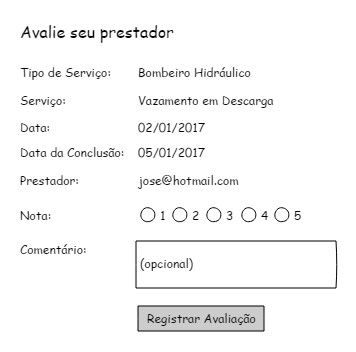 Avalie seu prestador
Tipo de Serviço: Bombeiro Hidráulico
Serviço: Vazamento em Descarga
Data: 02/01/2017
Data da Conclusão: 05/01/2017
Prestador: jose@hotmail.com
Nota: 1 2 3 4 5
Comentário: (opcional)
Registrar Avaliação